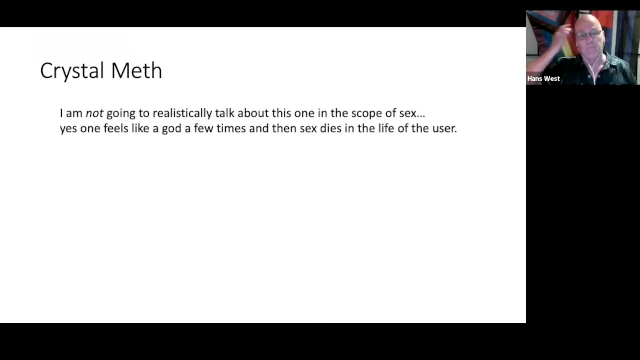 Crystal Meth
I am not going to realistically talk about this one in the scope of sex...
yes one feels like a god a few times and then sex dies in the life of the user.
Hans West